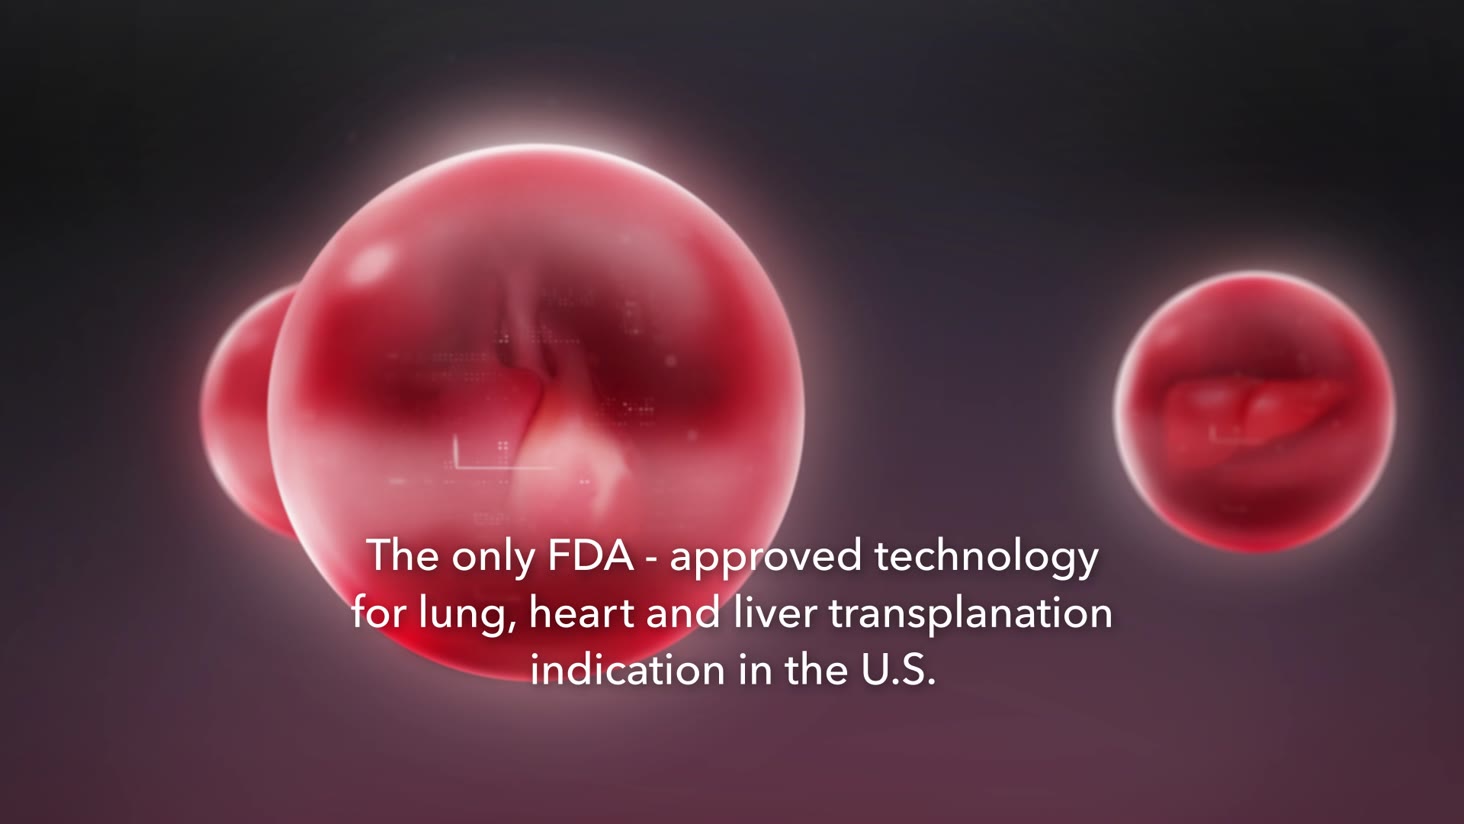 The only FDA - approved technology
for lung, heart and liver transplanation
indication in the U.S.